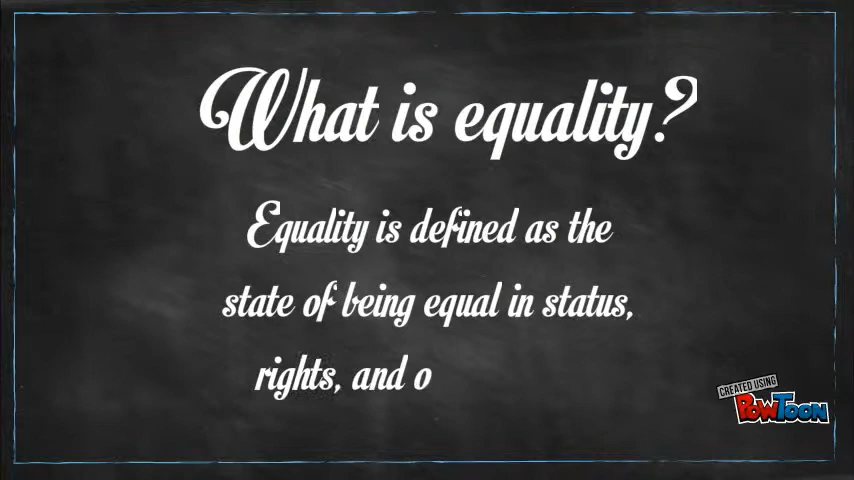 What is equality?
Equality is defined as the
state of being equal in status,
rights, and o
CREATED USING
POWTOON